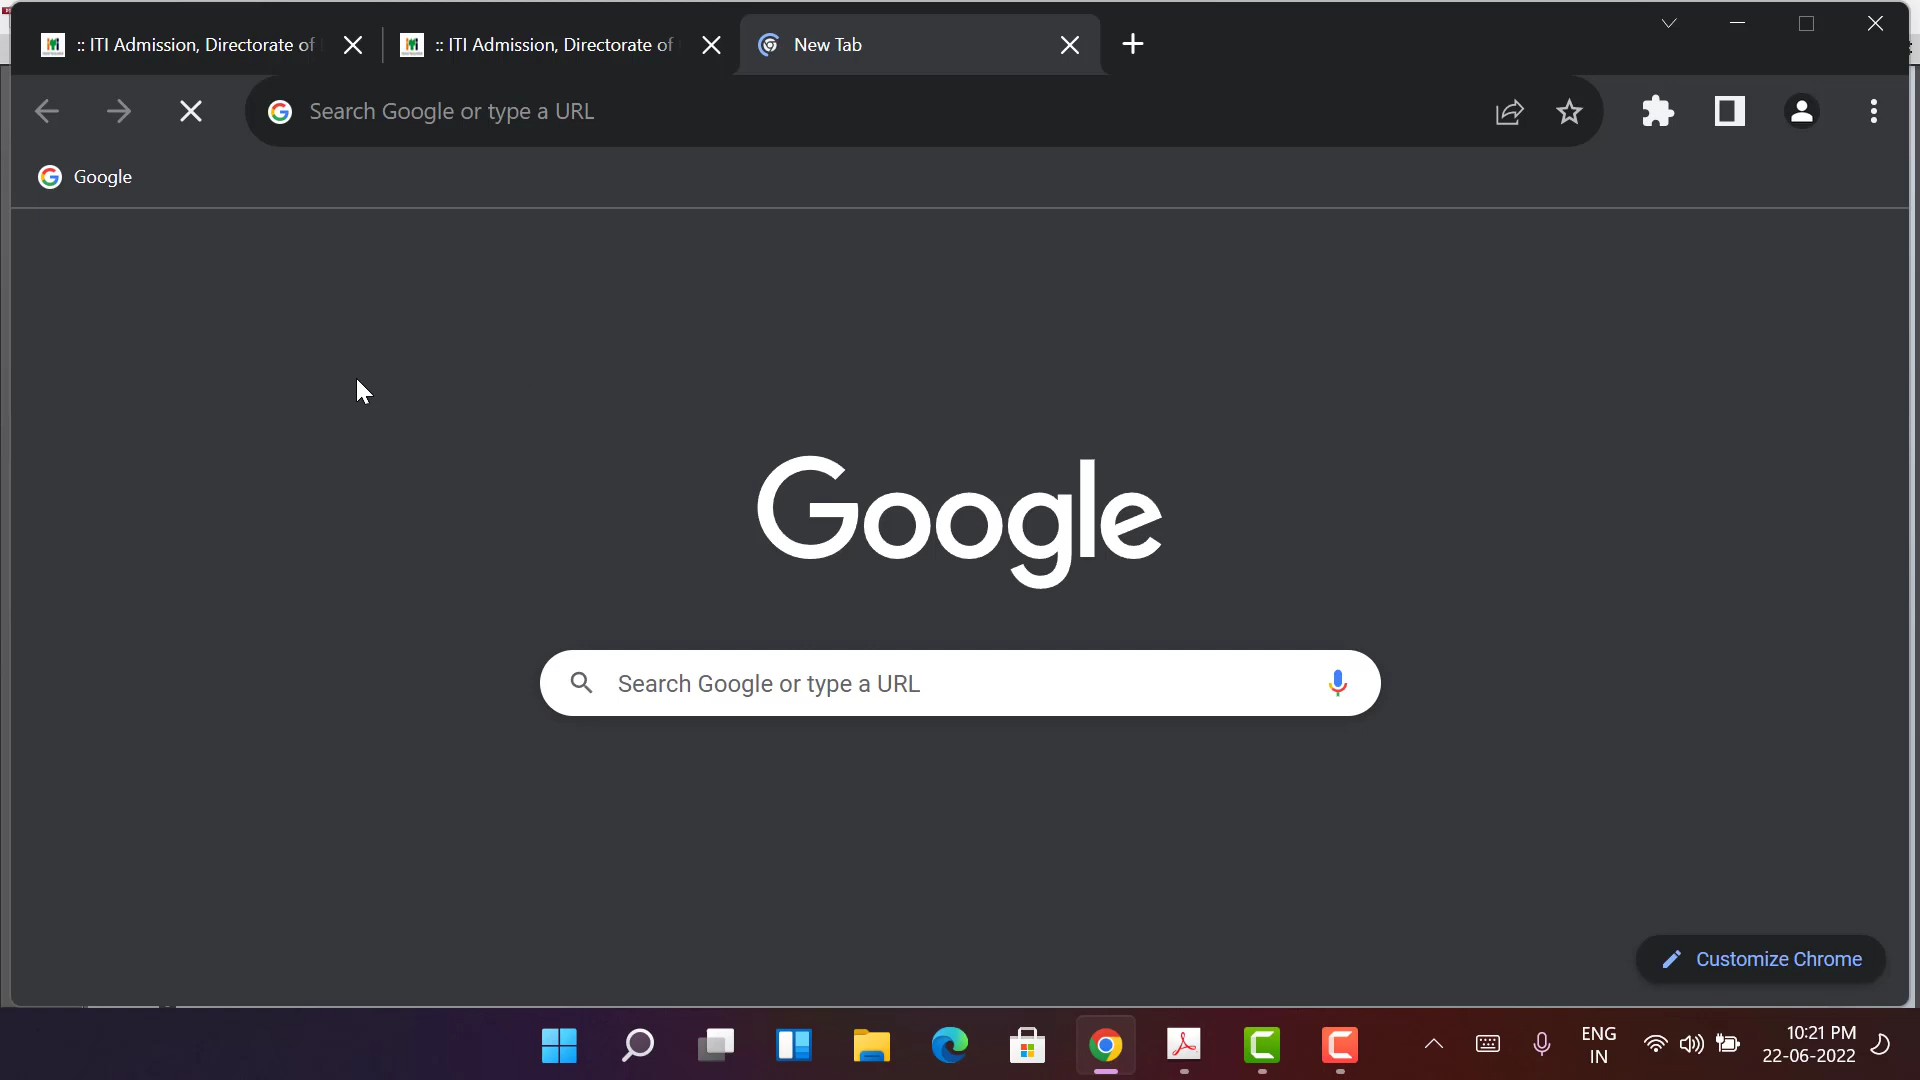 :: ITI Admission, Directorate of
:: ITI Admission, Directorate of
New Tab
Search Google or type a URL
Google
Google
Search Google or type a URL
Customize Chrome
ENG
IN
10:21 PM
22-06-2022